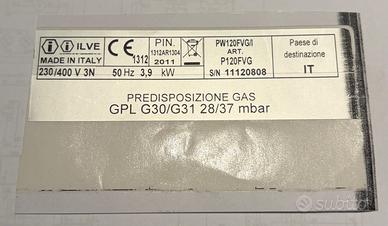 ILVE
MADE IN ITALY
CE
1312
PIN.
1312AR1304
2011
PW120FVG/I
ART.
P120FVG
Paese di
destinazione
230/400 V 3N 50 Hz 3,9 kW
S/N 11120808
IT
PREDISPOSIZIONE GAS
GPL G30/G31 28/37 mbar
subito